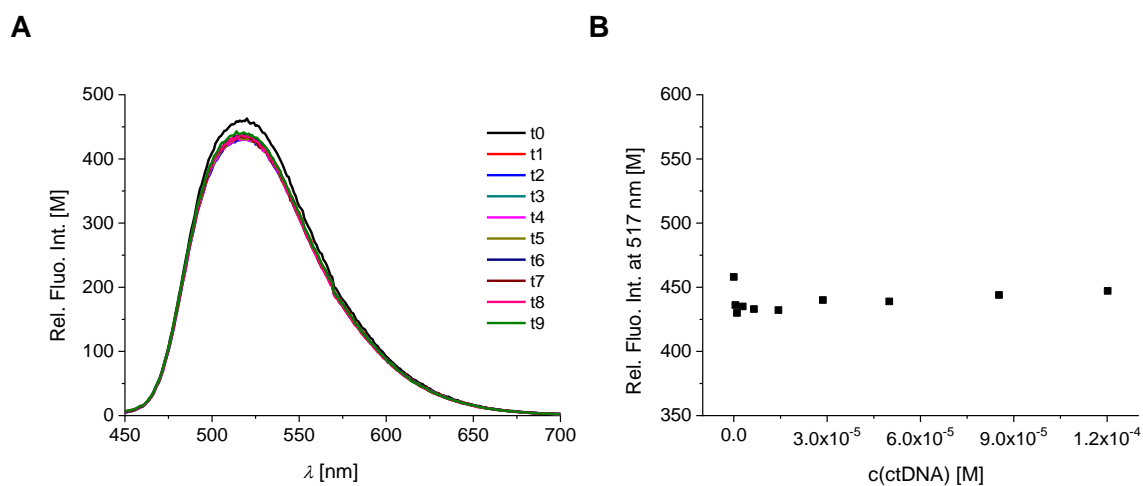 A
B
Rel. Fluo. Int. [M]
500
400
300
200
100
0
450
500
550
600
650
700
λ [nm]
t0
t1
t2
t3
t4
t5
t6
t7
t8
t9
Rel. Fluo. Int. at 517 nm [M]
600
550
500
450
400
350
0.0
3.0x10⁻⁵
6.0x10⁻⁵
9.0x10⁻⁵
1.2x10⁻⁴
c(ctDNA) [M]